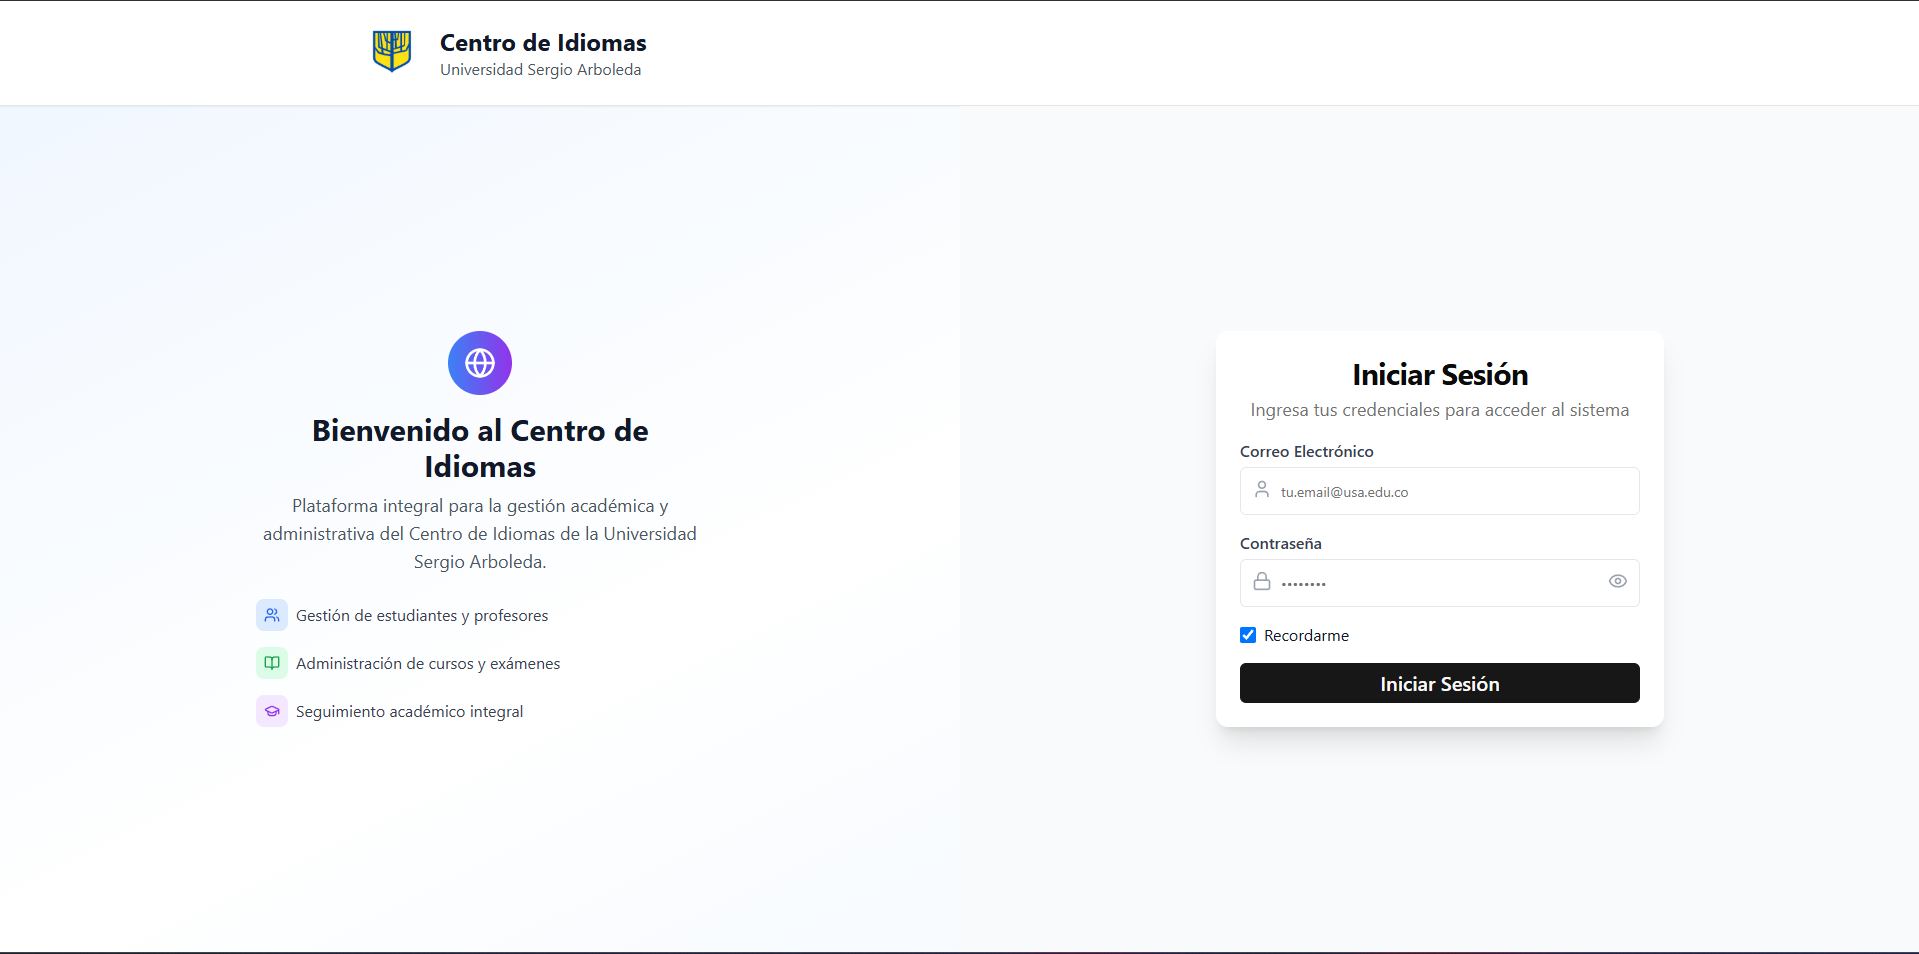 Centro de Idiomas
Universidad Sergio Arboleda
Bienvenido al Centro de
Idiomas
Plataforma integral para la gestión académica y
administrativa del Centro de Idiomas de la Universidad
Sergio Arboleda.
Gestión de estudiantes y profesores
Administración de cursos y exámenes
Seguimiento académico integral
Iniciar Sesión
Ingresa tus credenciales para acceder al sistema
Correo Electrónico
tu.email@usa.edu.co
Contraseña
••••••••
Recordarme
Iniciar Sesión